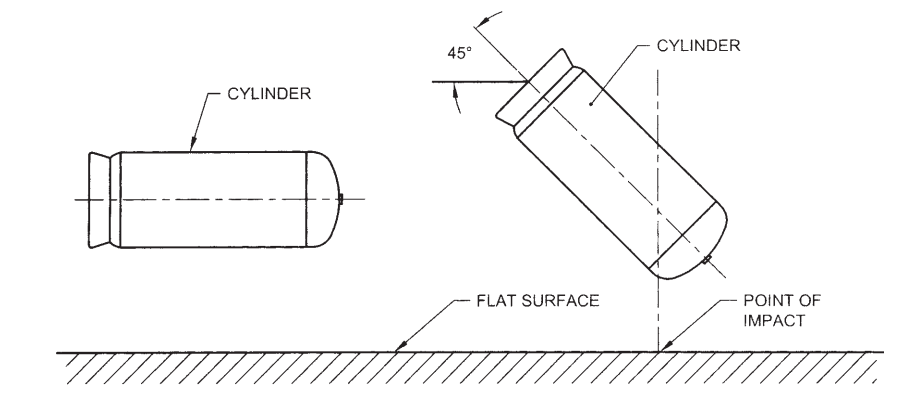 45°
CYLINDER
CYLINDER
FLAT SURFACE
POINT OF
IMPACT